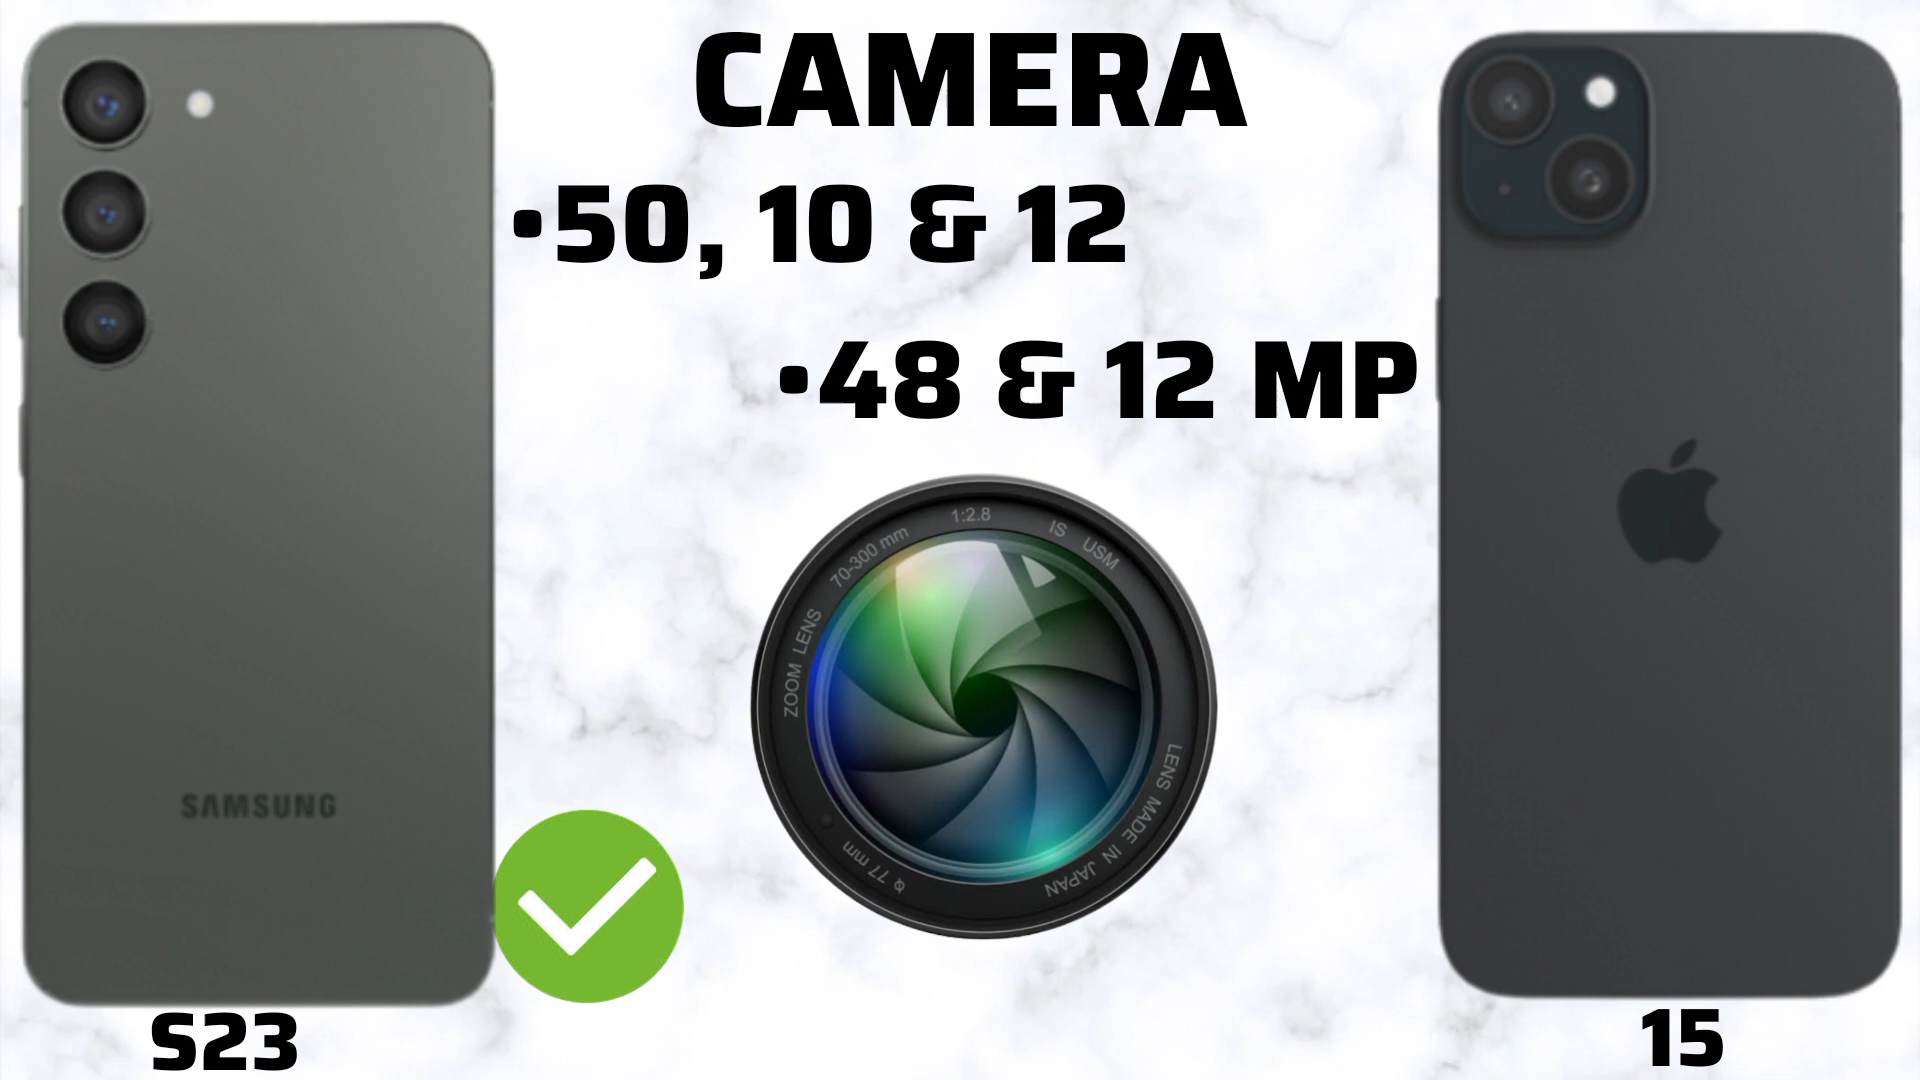 CAMERA
•50, 10 & 12
•48 & 12 MP
70-300 mm 1:2.8 IS USM
ZOOM LENS
LENS MADE IN JAPAN
φ 77 mm
SAMSUNG
S23
15